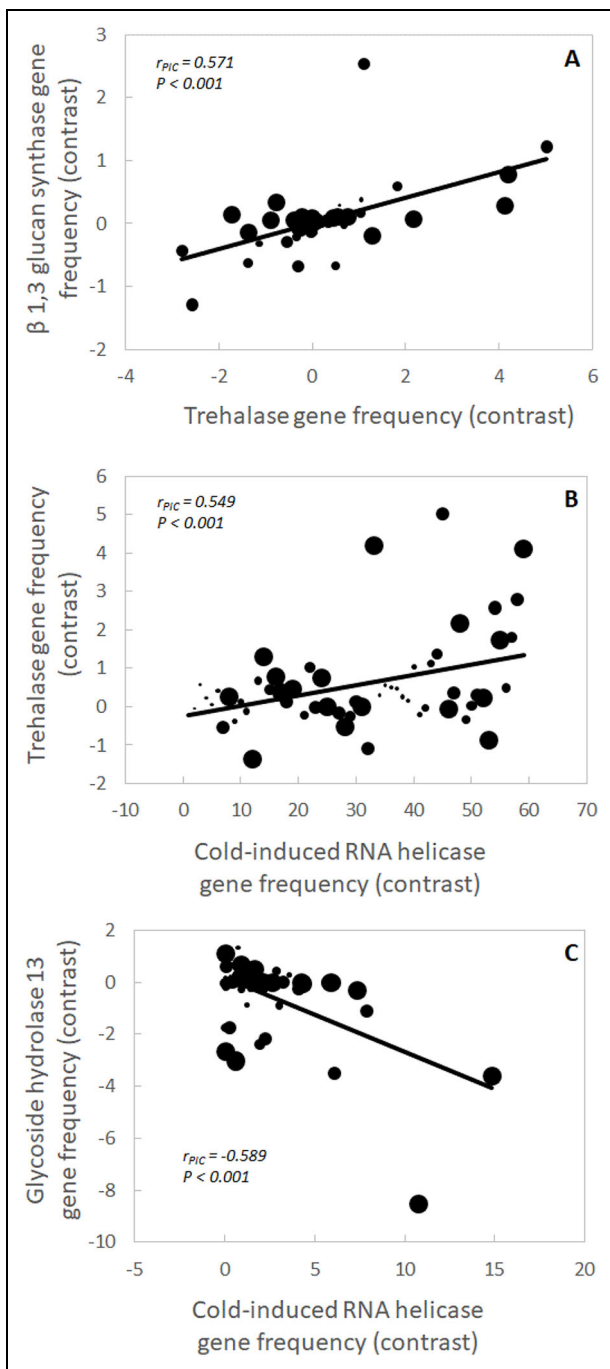 A
r_PIC = 0.571
P < 0.001
3
2
1
0
-1
-2
-4
-2
0
2
4
6
β 1,3 glucan synthase gene
frequency (contrast)
Trehalase gene frequency (contrast)
B
r_PIC = 0.549
P < 0.001
6
5
4
3
2
1
0
-1
-2
-10
0
10
20
30
40
50
60
70
Trehalase gene frequency
(contrast)
Cold-induced RNA helicase
gene frequency (contrast)
C
r_PIC = -0.589
P < 0.001
2
0
-2
-4
-6
-8
-10
-5
0
5
10
15
20
Glycoside hydrolase 13
gene frequency (contrast)
Cold-induced RNA helicase
gene frequency (contrast)